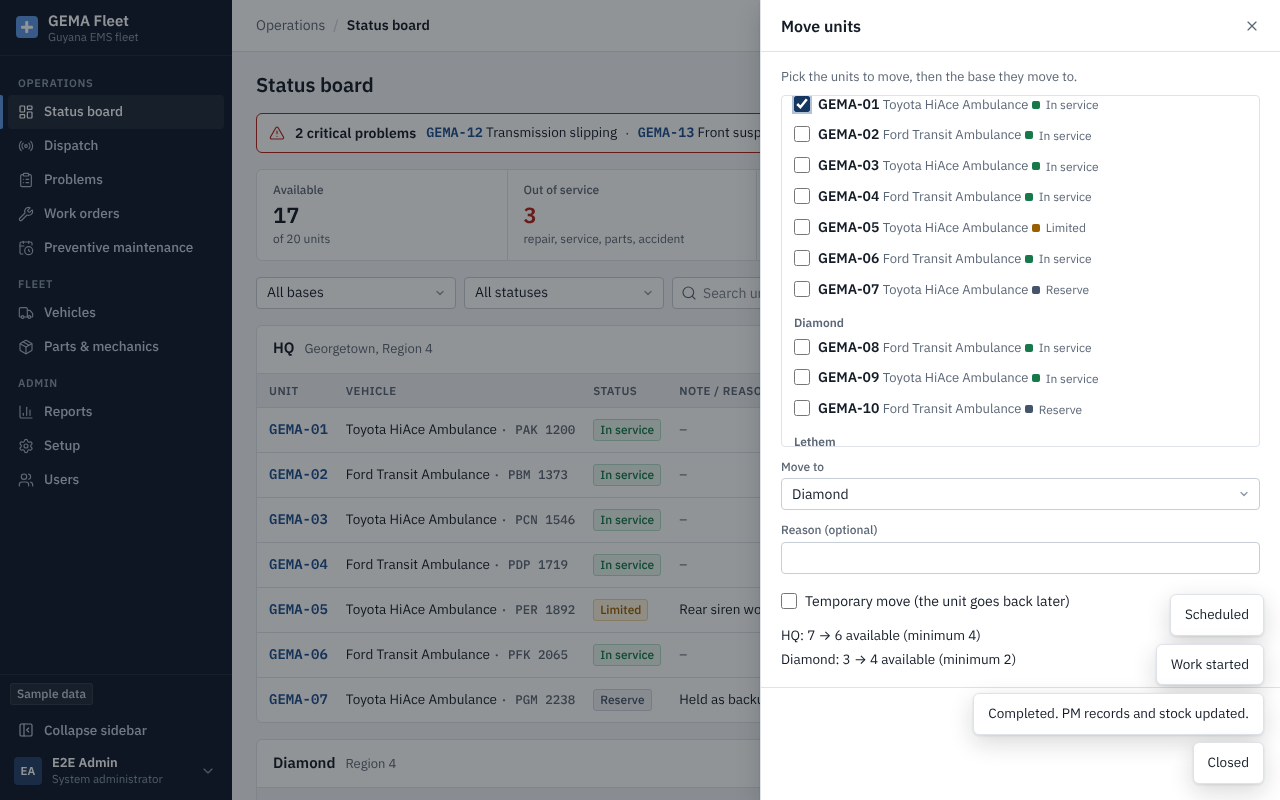 GEMA Fleet
Guyana EMS fleet
OPERATIONS
Status board
Dispatch
Problems
Work orders
Preventive maintenance
FLEET
Vehicles
Parts & mechanics
ADMIN
Reports
Setup
Users
Sample data
Collapse sidebar
EA
E2E Admin
System administrator
Operations / Status board
Status board
2 critical problems GEMA-12 Transmission slipping · GEMA-13 Front susp
Available
17
of 20 units
Out of service
3
repair, service, parts, accident
All bases
All statuses
Search un
HQ Georgetown, Region 4
UNIT VEHICLE STATUS NOTE / REASO
GEMA-01 Toyota HiAce Ambulance · PAK 1200 In service –
GEMA-02 Ford Transit Ambulance · PBM 1373 In service –
GEMA-03 Toyota HiAce Ambulance · PCN 1546 In service –
GEMA-04 Ford Transit Ambulance · PDP 1719 In service –
GEMA-05 Toyota HiAce Ambulance · PER 1892 Limited Rear siren wo
GEMA-06 Ford Transit Ambulance · PFK 2065 In service –
GEMA-07 Toyota HiAce Ambulance · PGM 2238 Reserve Held as backu
Diamond Region 4
Move units
Pick the units to move, then the base they move to.
GEMA-01 Toyota HiAce Ambulance In service
GEMA-02 Ford Transit Ambulance In service
GEMA-03 Toyota HiAce Ambulance In service
GEMA-04 Ford Transit Ambulance In service
GEMA-05 Toyota HiAce Ambulance Limited
GEMA-06 Ford Transit Ambulance In service
GEMA-07 Toyota HiAce Ambulance Reserve
Diamond
GEMA-08 Ford Transit Ambulance In service
GEMA-09 Toyota HiAce Ambulance In service
GEMA-10 Ford Transit Ambulance Reserve
Lethem
Move to
Diamond
Reason (optional)
Temporary move (the unit goes back later)
HQ: 7 → 6 available (minimum 4)
Diamond: 3 → 4 available (minimum 2)
Scheduled
Work started
Completed. PM records and stock updated.
Closed